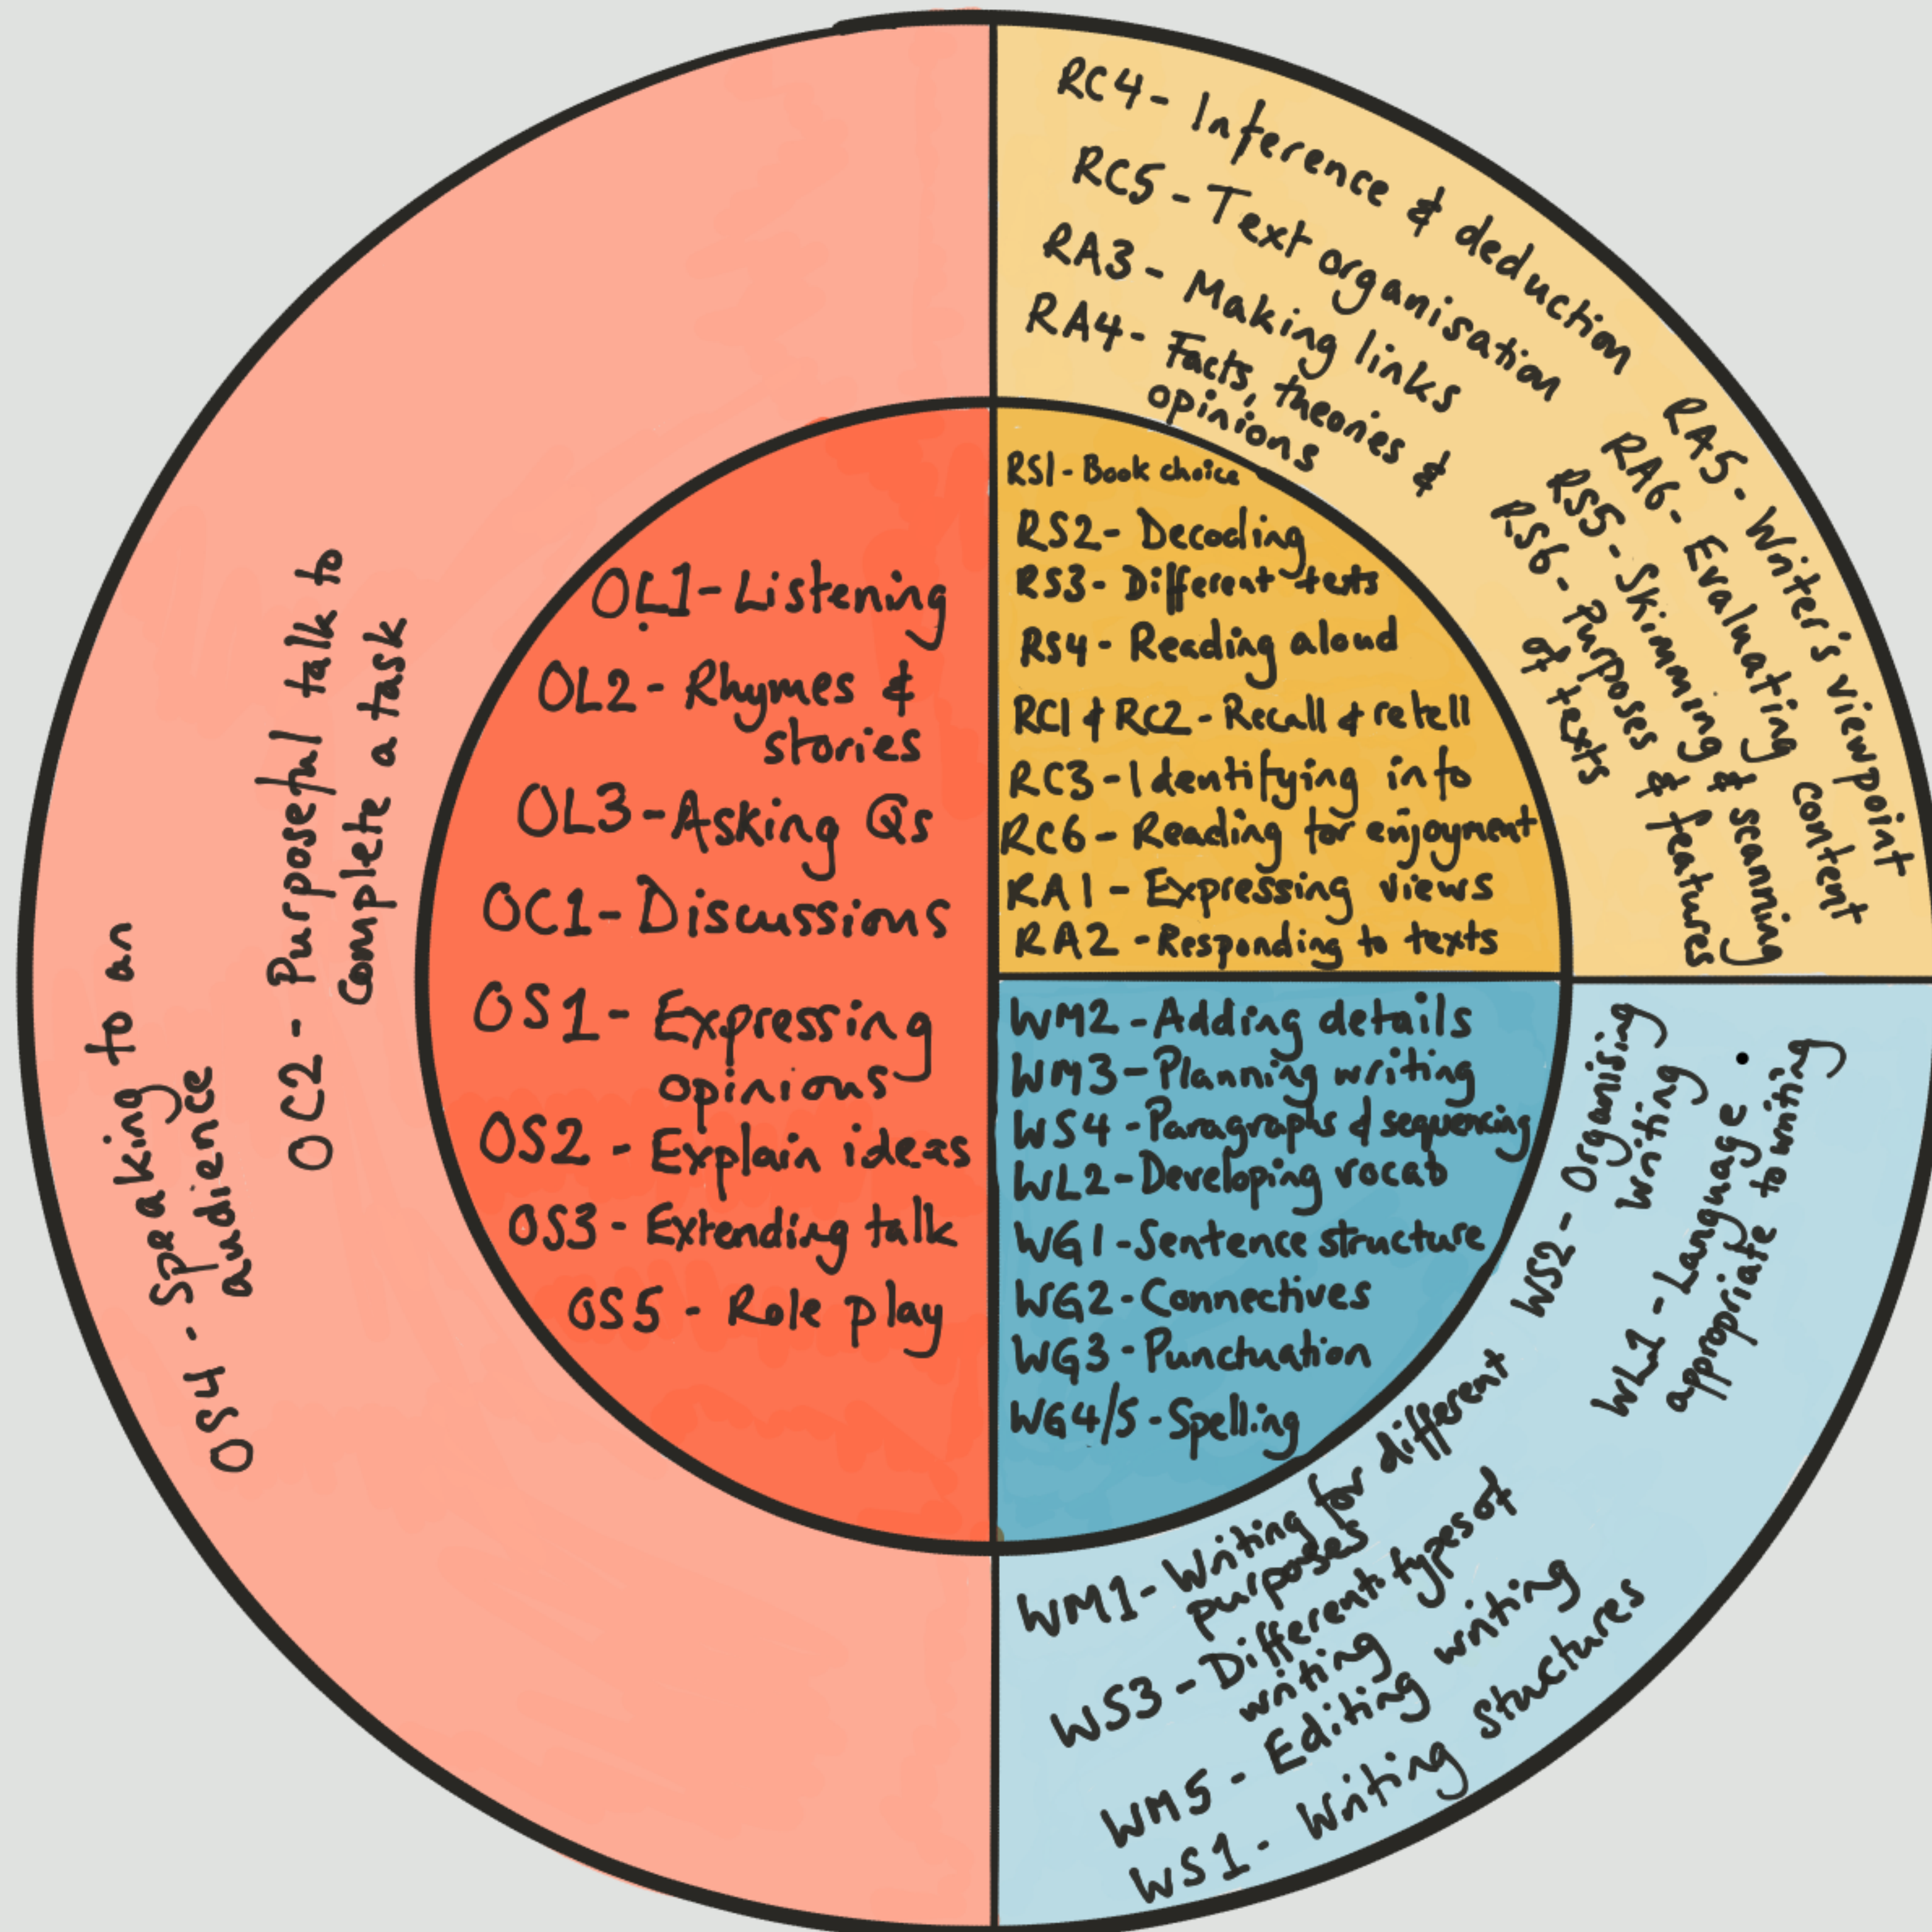 OL1- Listening
OL2 - Rhymes &
stories
OL3 - Asking Qs
OC1 - Discussions
OS1 - Expressing
opinions
OS2 - Explain ideas
OS3 - Extending talk
OS5 - Role play
OC2 - Purposeful talk to
complete a task
OS4 - Speaking to an
audience
RC4 - Inference & deduction
RC5 - Text organisation
RA3 - Making links
RA4 - Facts, theories &
opinions
RA5 - Writer's viewpoint
RA6 - Evaluating content
RS5 - Skimming & scanning
RS6 - Purposes & features
of texts
RS1 - Book choice
RS2 - Decoding
RS3 - Different texts
RS4 - Reading aloud
RC1 & RC2 - Recall & retell
RC3 - Identifying info
RC6 - Reading for enjoyment
RA1 - Expressing views
RA2 - Responding to texts
WM2 - Adding details
WM3 - Planning writing
WS4 - Paragraphs & sequencing
WL2 - Developing vocab
WG1 - Sentence structure
WG2 - Connectives
WG3 - Punctuation
WG4/5 - Spelling
WS2 - Organising
writing
WL1 - Language
appropriate to writing
WM1 - Writing for different
purposes
WS3 - Different types of
writing
WM5 - Editing writing
WS1 - Writing structures